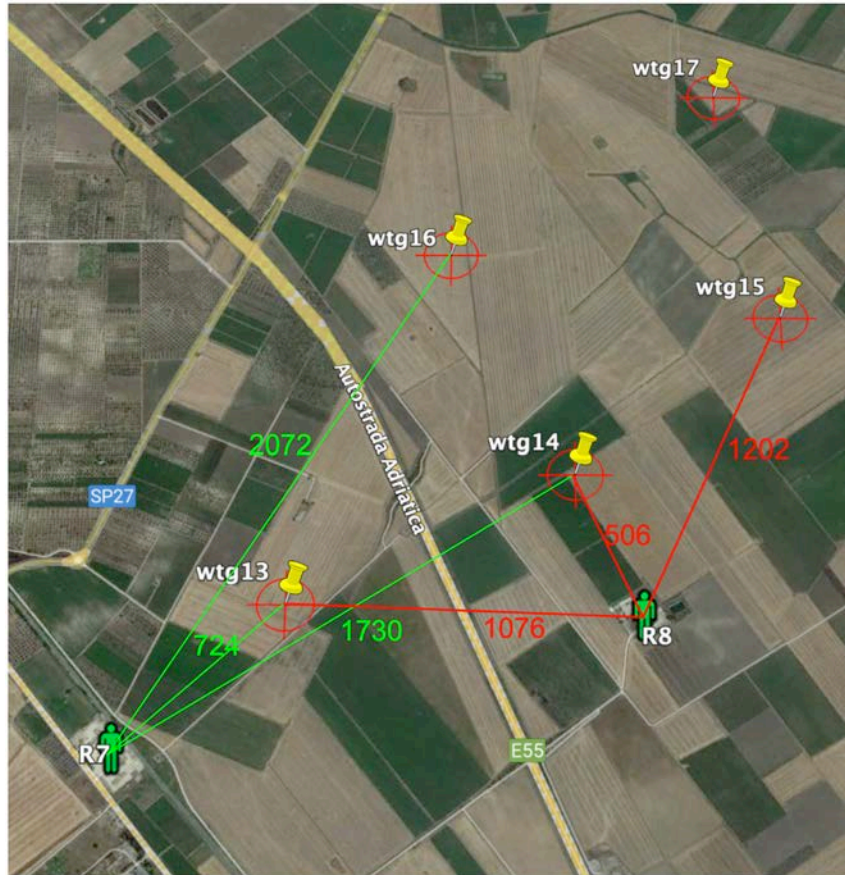 wtg17
wtg16
wtg15
Autostrada Adriatica
2072
wtg14
1202
SP27
506
wtg13
724
1730
1076
R8
R7
E55